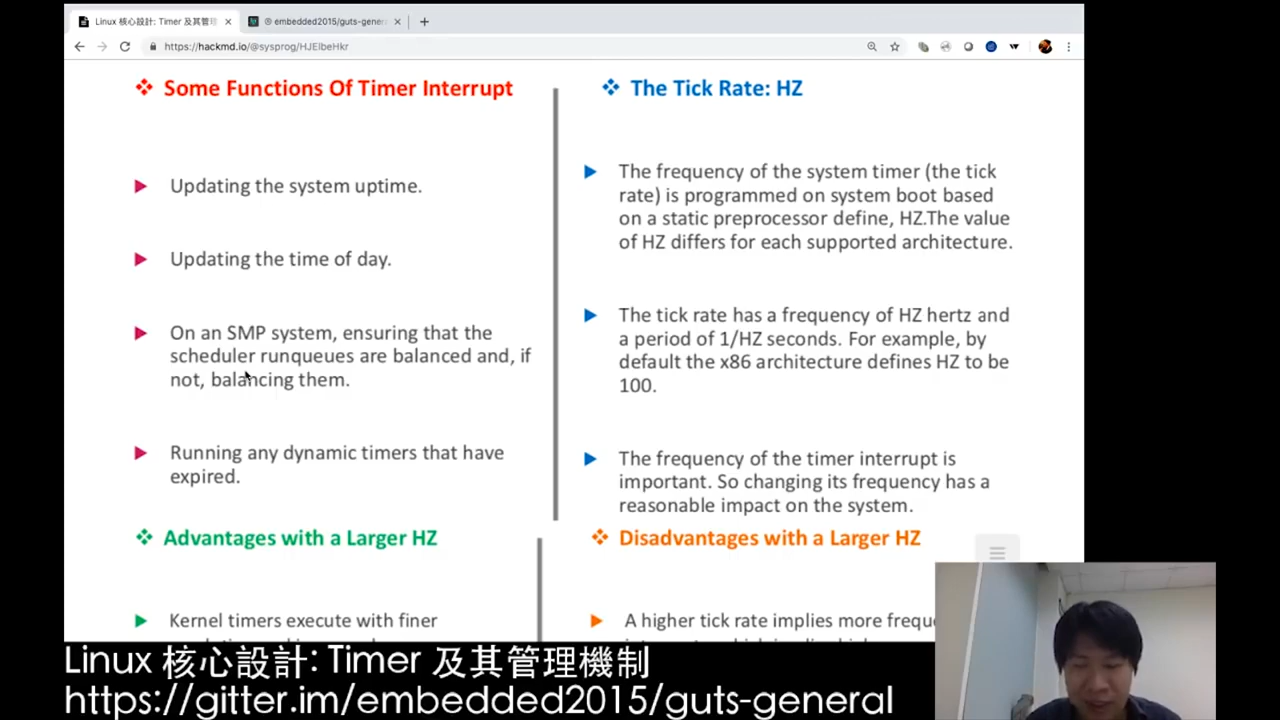 Linux 核心設計: Timer 及其管理
embedded2015/guts-gener
https://hackmd.io/@sysprog/HJElbeHkr
Some Functions Of Timer Interrupt
Updating the system uptime.
Updating the time of day.
On an SMP system, ensuring that the
scheduler runqueues are balanced and, if
not, balancing them.
Running any dynamic timers that have
expired.
The Tick Rate: HZ
The frequency of the system timer (the tick
rate) is programmed on system boot based
on a static preprocessor define, HZ.The value
of HZ differs for each supported architecture.
The tick rate has a frequency of HZ hertz and
a period of 1/HZ seconds. For example, by
default the x86 architecture defines HZ to be
100.
The frequency of the timer interrupt is
important. So changing its frequency has a
reasonable impact on the system.
Advantages with a Larger HZ
Kernel timers execute with finer
Disadvantages with a Larger HZ
A higher tick rate implies more frequ
Linux 核心設計: Timer 及其管理機制
https://gitter.im/embedded2015/guts-general